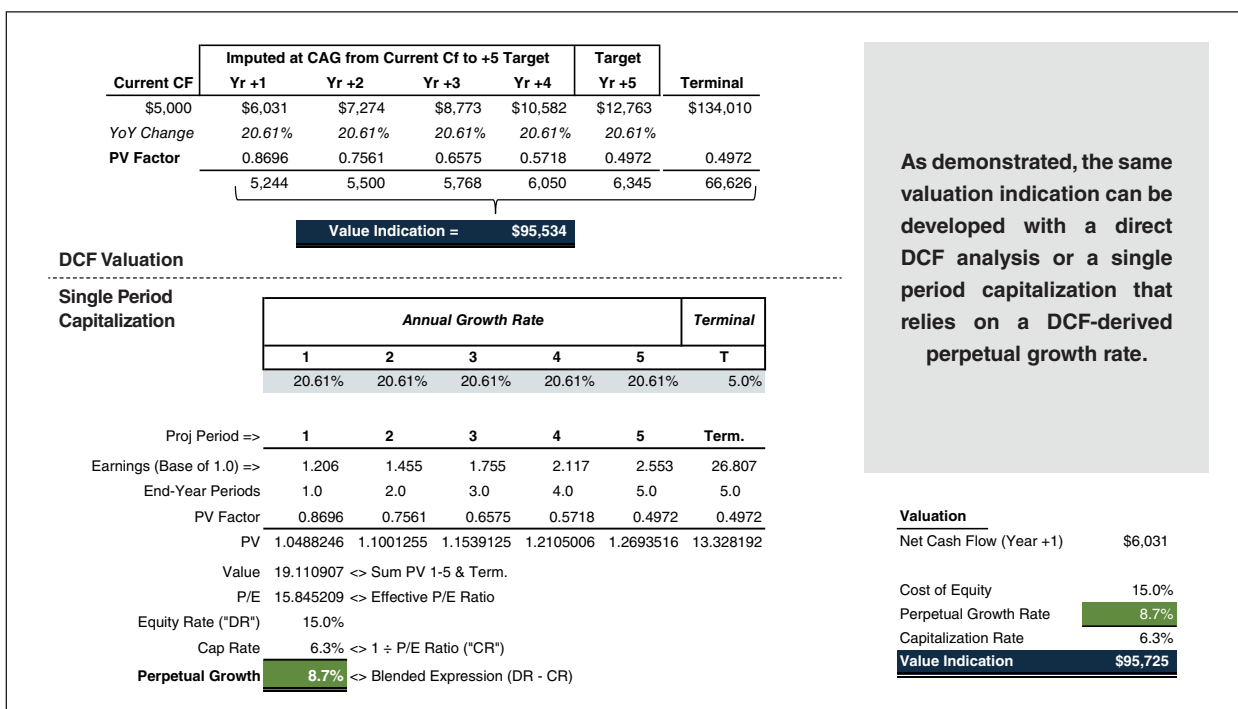 Imputed at CAG from Current Cf to +5 Target Target
Current CF Yr +1 Yr +2 Yr +3 Yr +4 Yr +5 Terminal
$5,000 $6,031 $7,274 $8,773 $10,582 $12,763 $134,010
YoY Change 20.61% 20.61% 20.61% 20.61% 20.61%
PV Factor 0.8696 0.7561 0.6575 0.5718 0.4972 0.4972
5,244 5,500 5,768 6,050 6,345 66,626
Value Indication = $95,534
DCF Valuation
Single Period
Capitalization
Annual Growth Rate Terminal
1 2 3 4 5 T
20.61% 20.61% 20.61% 20.61% 20.61% 5.0%
Proj Period => 1 2 3 4 5 Term.
Earnings (Base of 1.0) => 1.206 1.455 1.755 2.117 2.553 26.807
End-Year Periods 1.0 2.0 3.0 4.0 5.0 5.0
PV Factor 0.8696 0.7561 0.6575 0.5718 0.4972 0.4972
PV 1.0488246 1.1001255 1.1539125 1.2105006 1.2693516 13.328192
Value 19.110907 <> Sum PV 1-5 & Term.
P/E 15.845209 <> Effective P/E Ratio
Equity Rate ("DR") 15.0%
Cap Rate 6.3% <> 1 ÷ P/E Ratio ("CR")
Perpetual Growth 8.7% <> Blended Expression (DR - CR)
As demonstrated, the same
valuation indication can be
developed with a direct
DCF analysis or a single
period capitalization that
relies on a DCF-derived
perpetual growth rate.
Valuation
Net Cash Flow (Year +1) $6,031
Cost of Equity 15.0%
Perpetual Growth Rate 8.7%
Capitalization Rate 6.3%
Value Indication $95,725